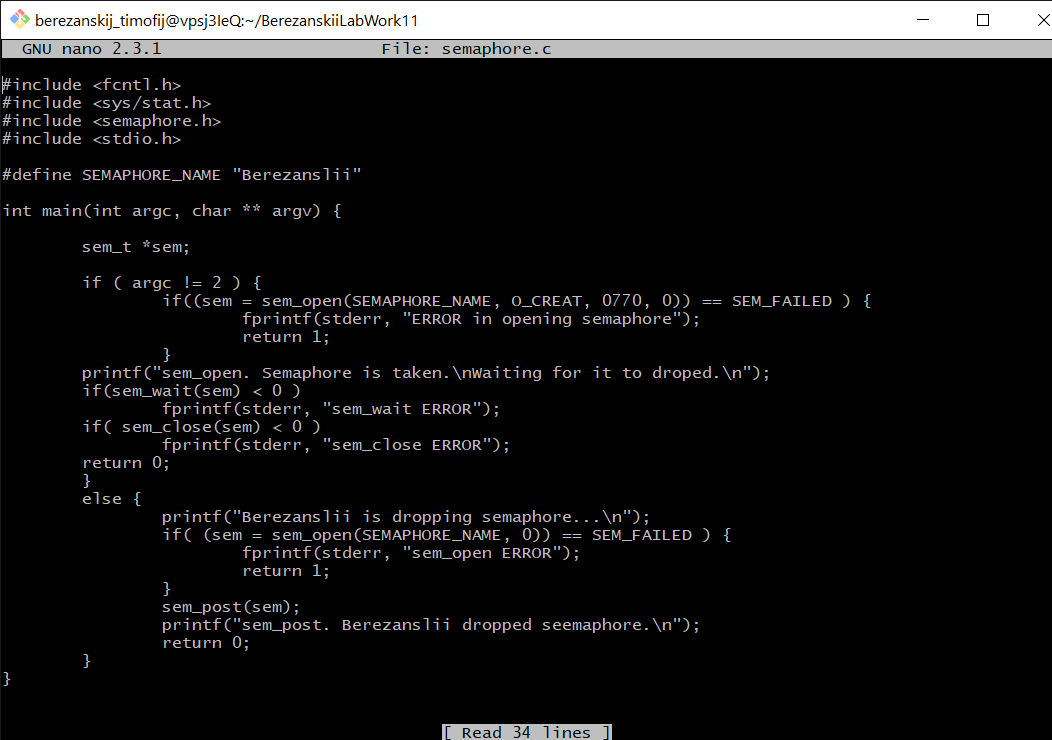 berezanskij_timofij@vpsj3IeQ:~/BerezanskiiLabWork11
GNU nano 2.3.1 File: semaphore.c
#include <fcntl.h>
#include <sys/stat.h>
#include <semaphore.h>
#include <stdio.h>
#define SEMAPHORE_NAME "Berezanslii"
int main(int argc, char ** argv) {
sem_t *sem;
if ( argc != 2 ) {
if((sem = sem_open(SEMAPHORE_NAME, O_CREAT, 0770, 0)) == SEM_FAILED ) {
fprintf(stderr, "ERROR in opening semaphore");
return 1;
}
printf("sem_open. Semaphore is taken.\nWaiting for it to droped.\n");
if(sem_wait(sem) < 0 )
fprintf(stderr, "sem_wait ERROR");
if( sem_close(sem) < 0 )
fprintf(stderr, "sem_close ERROR");
return 0;
}
else {
printf("Berezanslii is dropping semaphore...\n");
if( (sem = sem_open(SEMAPHORE_NAME, 0)) == SEM_FAILED ) {
fprintf(stderr, "sem_open ERROR");
return 1;
}
sem_post(sem);
printf("sem_post. Berezanslii dropped seemaphore.\n");
return 0;
}
}
[ Read 34 lines ]